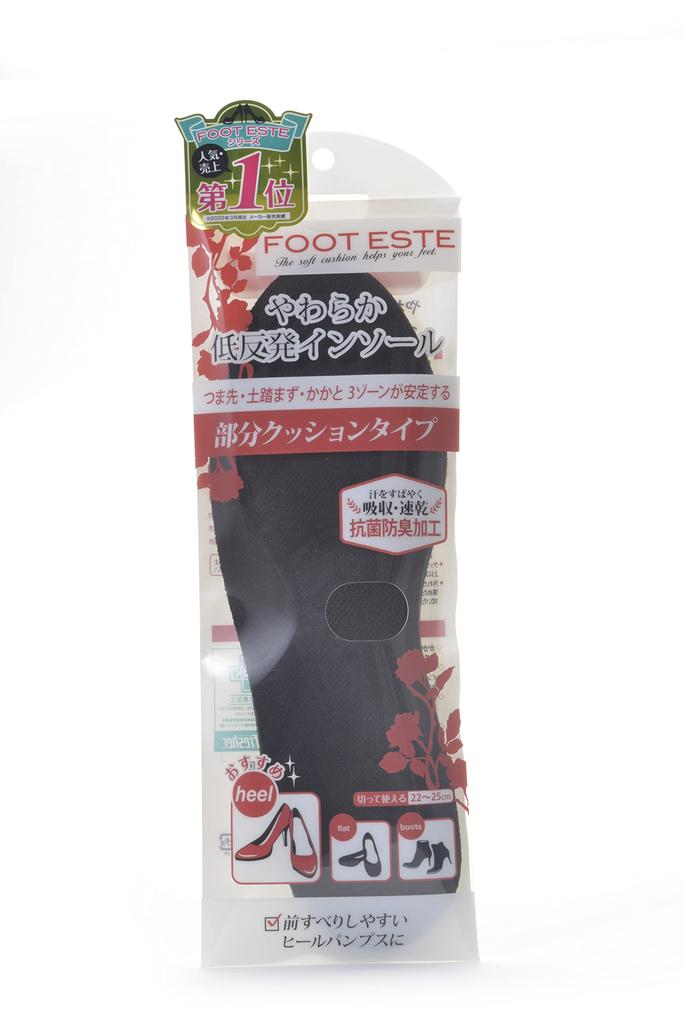 FOOT ESTE
シリーズ
人気・
売上
第1位
※2020年3月現在 メーカー販売実績
FOOT ESTE
The soft cushion helps your feet.
やわらか
低反発インソール
つま先・土踏まず・かかと 3ゾーンが安定する
部分クッションタイプ
汗をすばやく
吸収・速乾
抗菌防臭加工
おすすめ
heel
切って使える 22〜25cm
flat
boots
前すべりしやすい
ヒールパンプスに